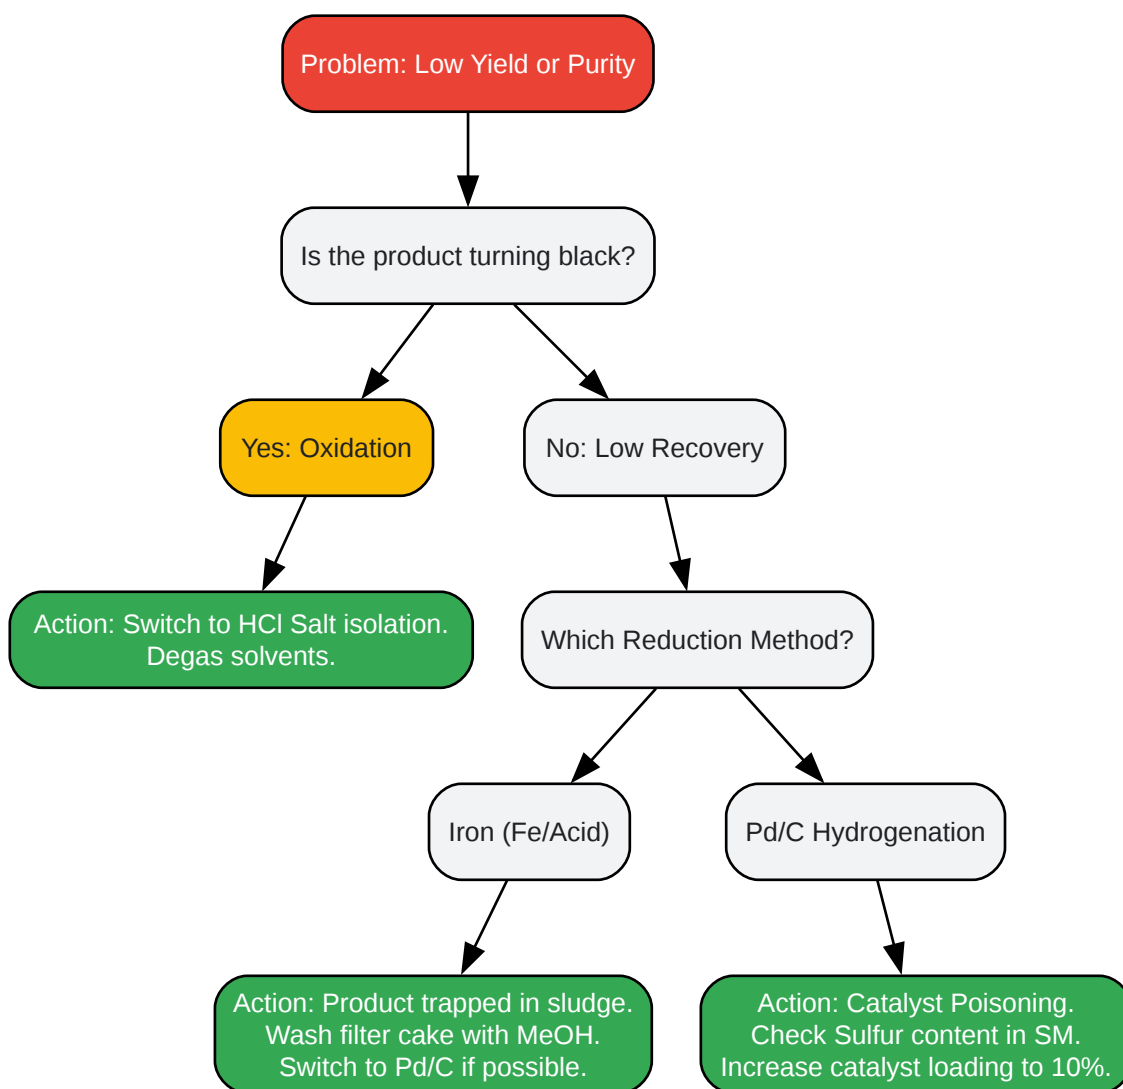 Problem: Low Yield or Purity
Is the product turning black?
Yes: Oxidation
No: Low Recovery
Action: Switch to HCl Salt isolation.
Degas solvents.
Which Reduction Method?
Iron (Fe/Acid)
Pd/C Hydrogenation
Action: Product trapped in sludge.
Wash filter cake with MeOH.
Switch to Pd/C if possible.
Action: Catalyst Poisoning.
Check Sulfur content in SM.
Increase catalyst loading to 10%.